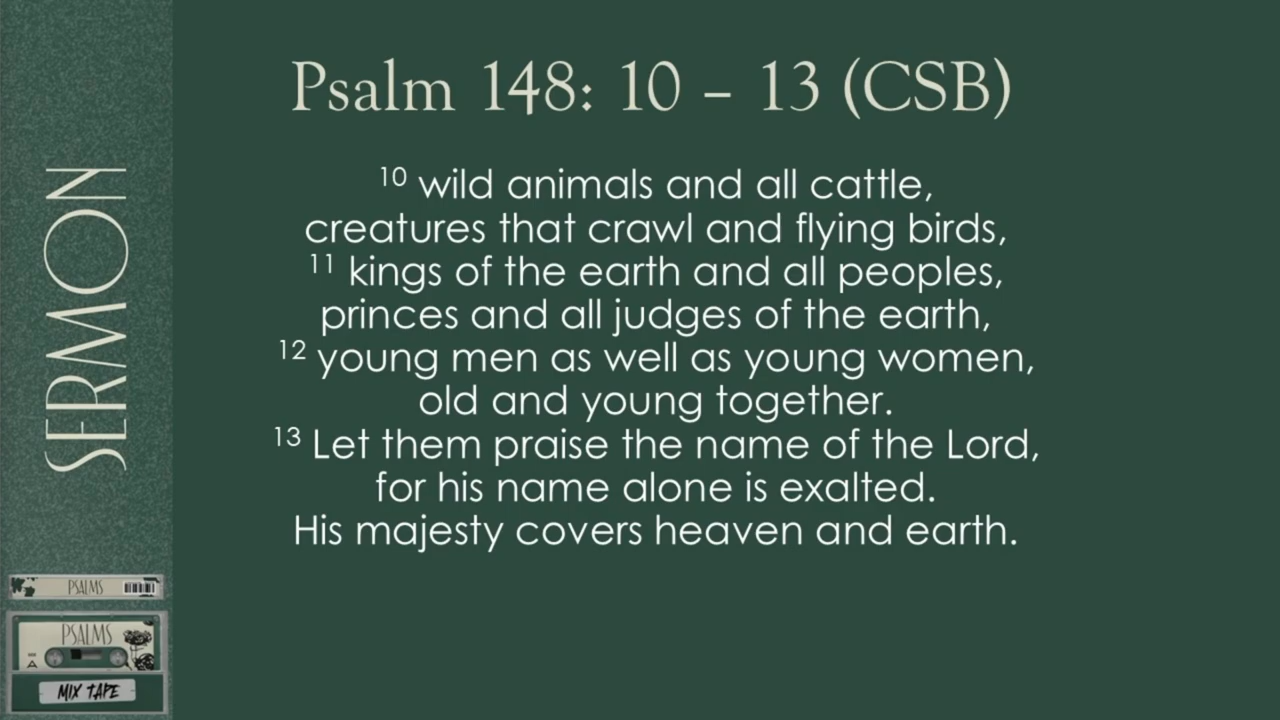 SERMON
Psalm 148: 10 – 13 (CSB)
10 wild animals and all cattle,
creatures that crawl and flying birds,
11 kings of the earth and all peoples,
princes and all judges of the earth,
12 young men as well as young women,
old and young together.
13 Let them praise the name of the Lord,
for his name alone is exalted.
His majesty covers heaven and earth.
PSALMS
PSALMS
A
MIX TAPE